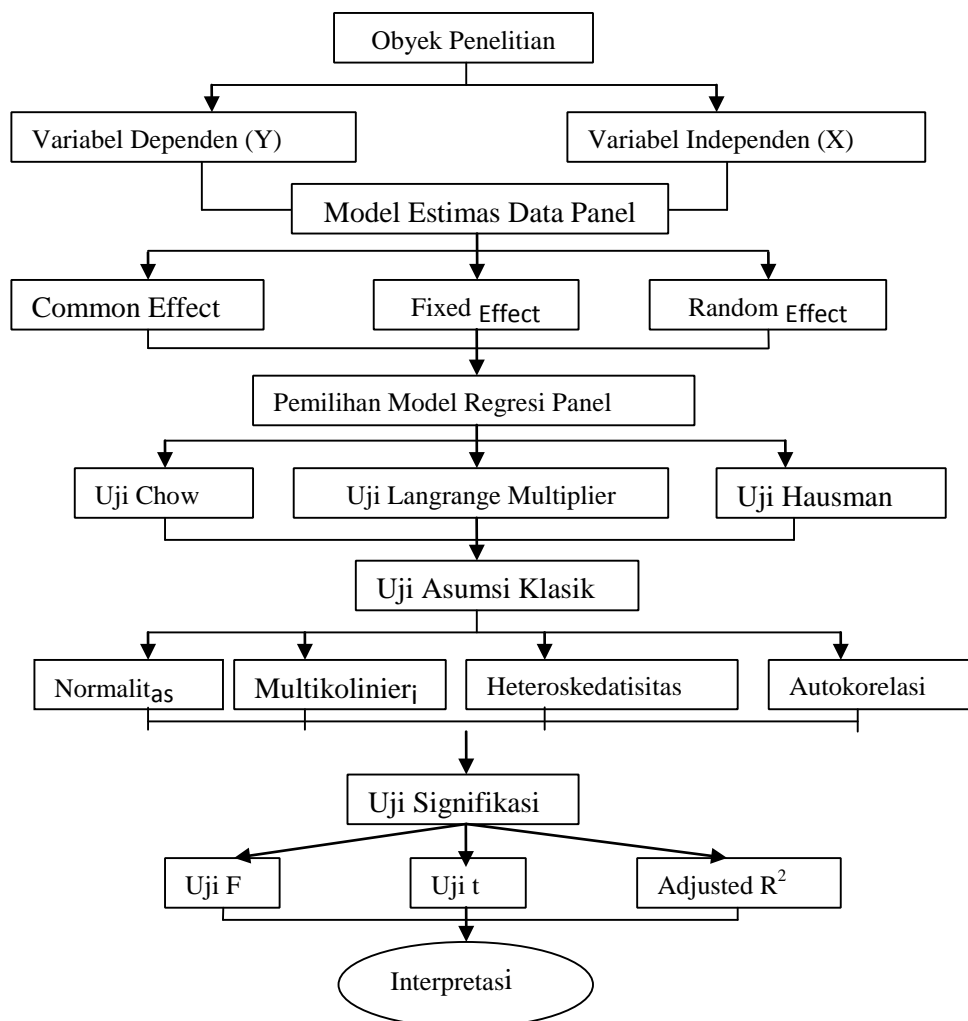 Obyek Penelitian
Variabel Dependen (Y)
Variabel Independen (X)
Model Estimas Data Panel
Common Effect
Fixed Effect
Random Effect
Pemilihan Model Regresi Panel
Uji Chow
Uji Langrange Multiplier
Uji Hausman
Uji Asumsi Klasik
Normalitas
Multikolinieri
Heteroskedatisitas
Autokorelasi
Uji Signifikasi
Uji F
Uji t
Adjusted R²
Interpretasi